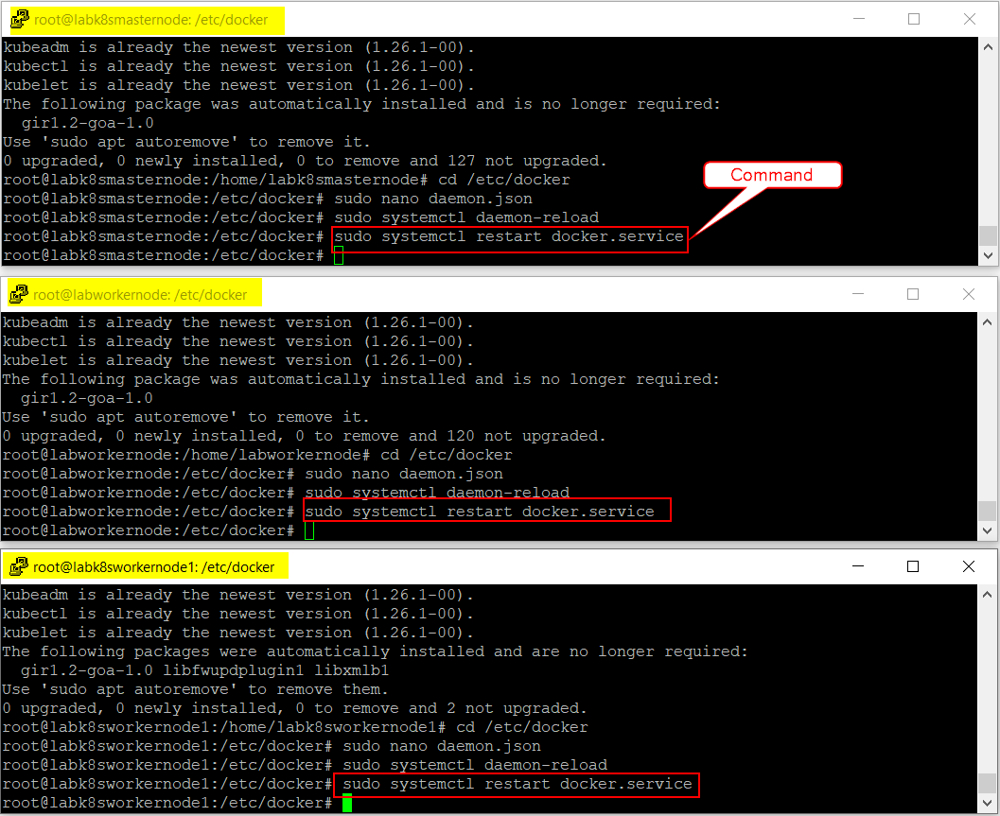 root@labk8smasternode: /etc/docker
kubeadm is already the newest version (1.26.1-00).
kubectl is already the newest version (1.26.1-00).
kubelet is already the newest version (1.26.1-00).
The following package was automatically installed and is no longer required:
  gir1.2-goa-1.0
Use 'sudo apt autoremove' to remove it.
0 upgraded, 0 newly installed, 0 to remove and 127 not upgraded.
root@labk8smasternode:/home/labk8smasternode# cd /etc/docker
Command
root@labk8smasternode:/etc/docker# sudo nano daemon.json
root@labk8smasternode:/etc/docker# sudo systemctl daemon-reload
root@labk8smasternode:/etc/docker# sudo systemctl restart docker.service
root@labk8smasternode:/etc/docker#
root@labworkernode: /etc/docker
kubeadm is already the newest version (1.26.1-00).
kubectl is already the newest version (1.26.1-00).
kubelet is already the newest version (1.26.1-00).
The following package was automatically installed and is no longer required:
  gir1.2-goa-1.0
Use 'sudo apt autoremove' to remove it.
0 upgraded, 0 newly installed, 0 to remove and 120 not upgraded.
root@labworkernode:/home/labworkernode# cd /etc/docker
root@labworkernode:/etc/docker# sudo nano daemon.json
root@labworkernode:/etc/docker# sudo systemctl daemon-reload
root@labworkernode:/etc/docker# sudo systemctl restart docker.service
root@labworkernode:/etc/docker#
root@labk8sworkernode1: /etc/docker
kubeadm is already the newest version (1.26.1-00).
kubectl is already the newest version (1.26.1-00).
kubelet is already the newest version (1.26.1-00).
The following packages were automatically installed and are no longer required:
  gir1.2-goa-1.0 libfwupdplugin1 libxmlb1
Use 'sudo apt autoremove' to remove them.
0 upgraded, 0 newly installed, 0 to remove and 2 not upgraded.
root@labk8sworkernode1:/home/labk8sworkernode1# cd /etc/docker
root@labk8sworkernode1:/etc/docker# sudo nano daemon.json
root@labk8sworkernode1:/etc/docker# sudo systemctl daemon-reload
root@labk8sworkernode1:/etc/docker# sudo systemctl restart docker.service
root@labk8sworkernode1:/etc/docker#